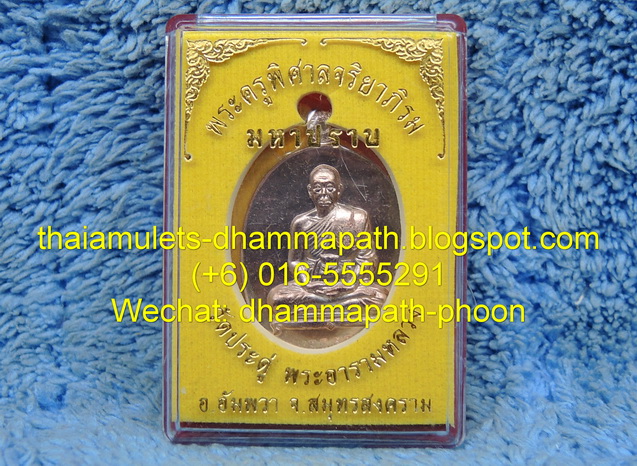 พระครูพิศาลจริยาภิรม
มหาปราบ
thaiamulets-dhammapath.blogspot.com
(+6) 016-5555291
Wechat: dhammapath-phoon
วัดประดู่ พระอารามหลวง
อ.อัมพวา จ.สมุทรสงคราม